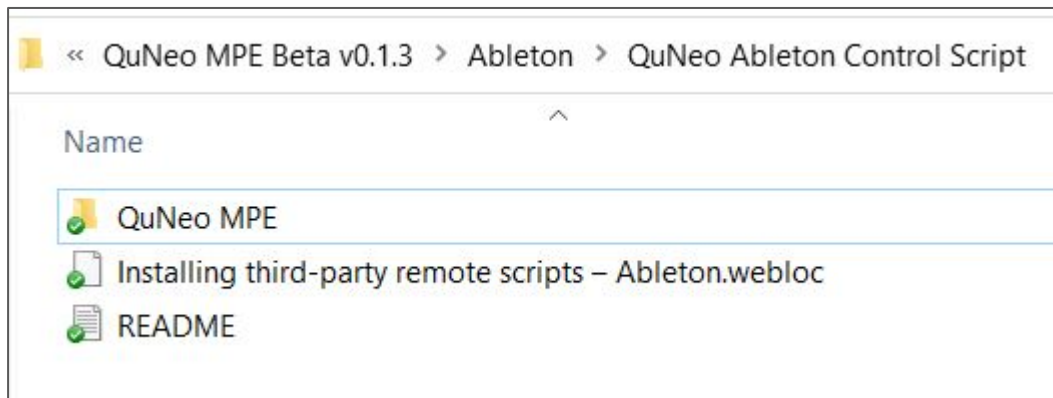 « QuNeo MPE Beta v0.1.3 > Ableton > QuNeo Ableton Control Script
Name
QuNeo MPE
Installing third-party remote scripts – Ableton.webloc
README